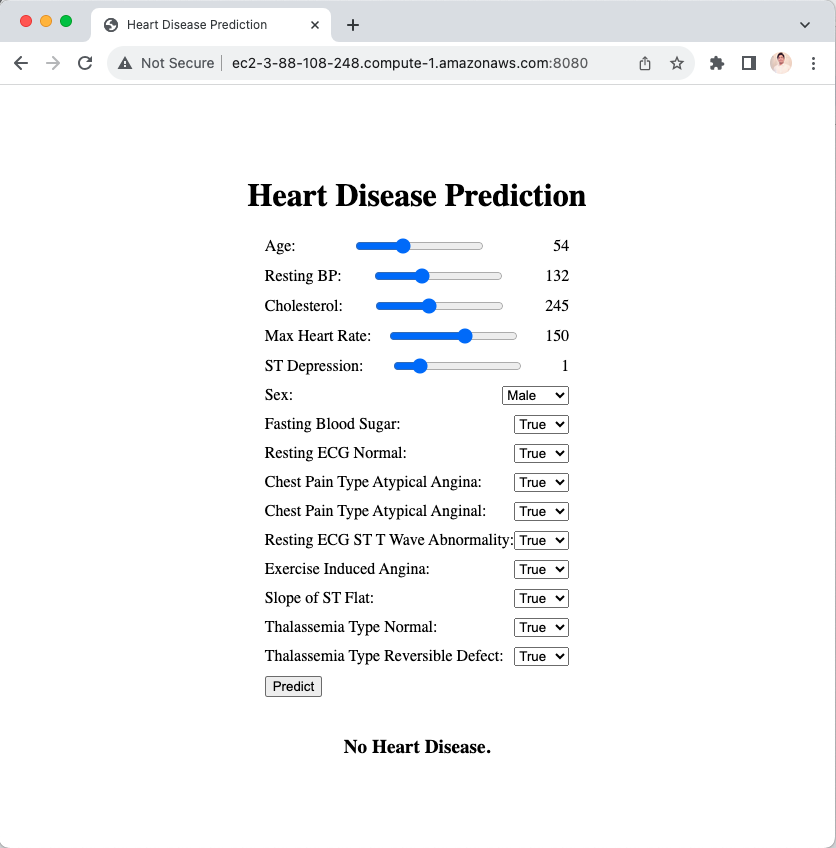 Heart Disease Prediction
Not Secure ec2-3-88-108-248.compute-1.amazonaws.com:8080
Heart Disease Prediction
Age: 54
Resting BP: 132
Cholesterol: 245
Max Heart Rate: 150
ST Depression: 1
Sex: Male
Fasting Blood Sugar: True
Resting ECG Normal: True
Chest Pain Type Atypical Angina: True
Chest Pain Type Atypical Anginal: True
Resting ECG ST T Wave Abnormality: True
Exercise Induced Angina: True
Slope of ST Flat: True
Thalassemia Type Normal: True
Thalassemia Type Reversible Defect: True
Predict
No Heart Disease.